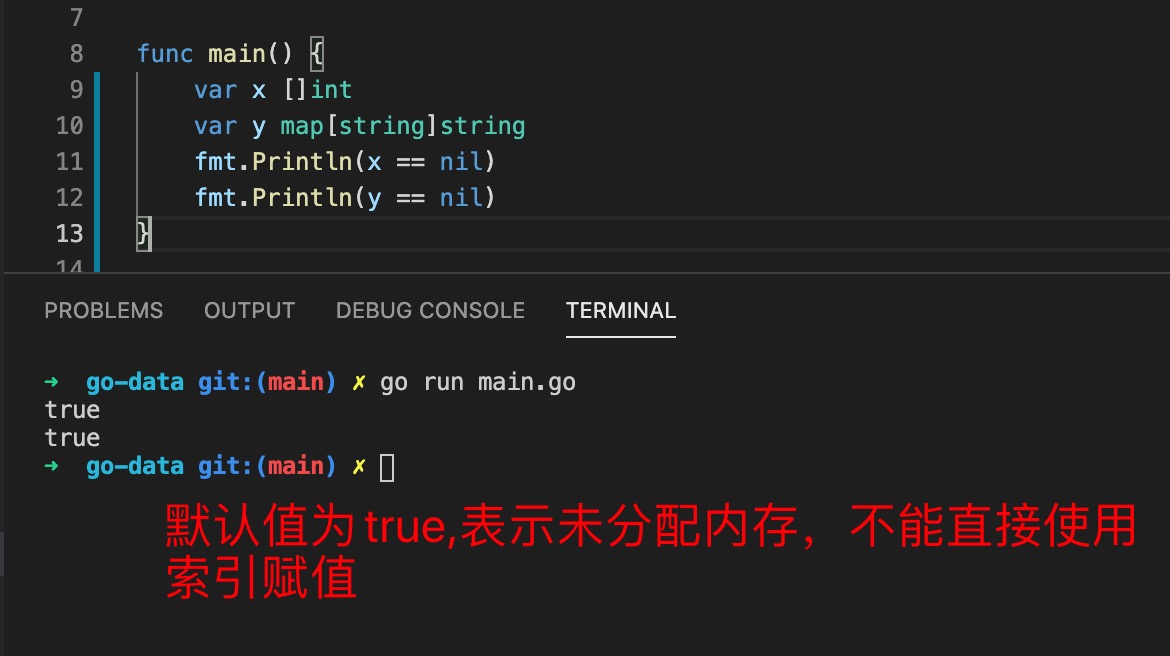 7
8 func main() {
9 var x []int
10 var y map[string]string
11 fmt.Println(x == nil)
12 fmt.Println(y == nil)
13 }
14
PROBLEMS OUTPUT DEBUG CONSOLE TERMINAL
➜ go-data git:(main) ✗ go run main.go
true
true
➜ go-data git:(main) ✗
默认值为true,表示未分配内存，不能直接使用
索引赋值